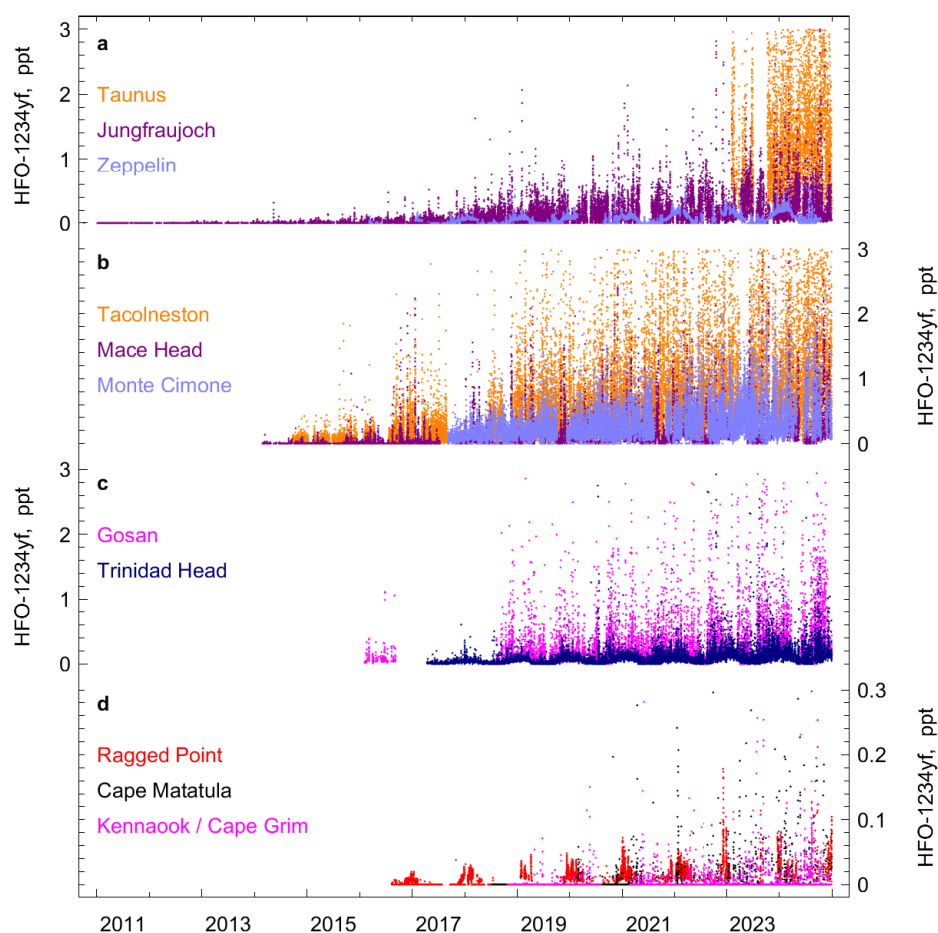 a
HFO-1234yf, ppt
3
2
1
0
Taunus
Jungfraujoch
Zeppelin
b
3
2
1
0
HFO-1234yf, ppt
Tacolneston
Mace Head
Monte Cimone
c
HFO-1234yf, ppt
3
2
1
0
Gosan
Trinidad Head
d
0.3
0.2
0.1
0
HFO-1234yf, ppt
Ragged Point
Cape Matatula
Kennaook / Cape Grim
2011 2013 2015 2017 2019 2021 2023